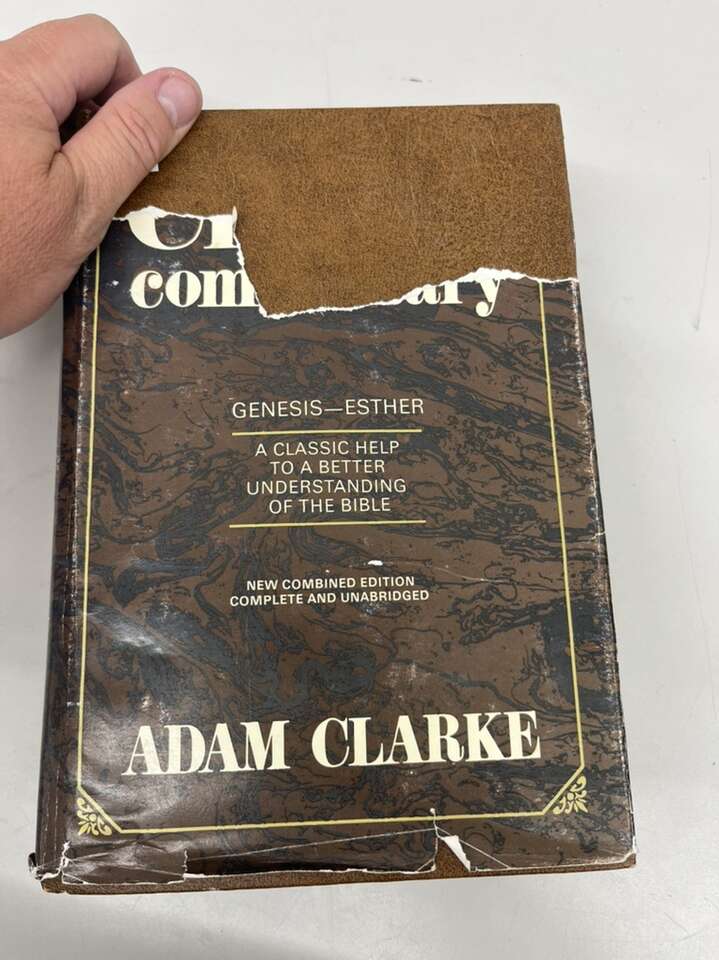 GENESIS—ESTHER
A CLASSIC HELP
TO A BETTER
UNDERSTANDING
OF THE BIBLE
NEW COMBINED EDITION
COMPLETE AND UNABRIDGED
ADAM CLARKE